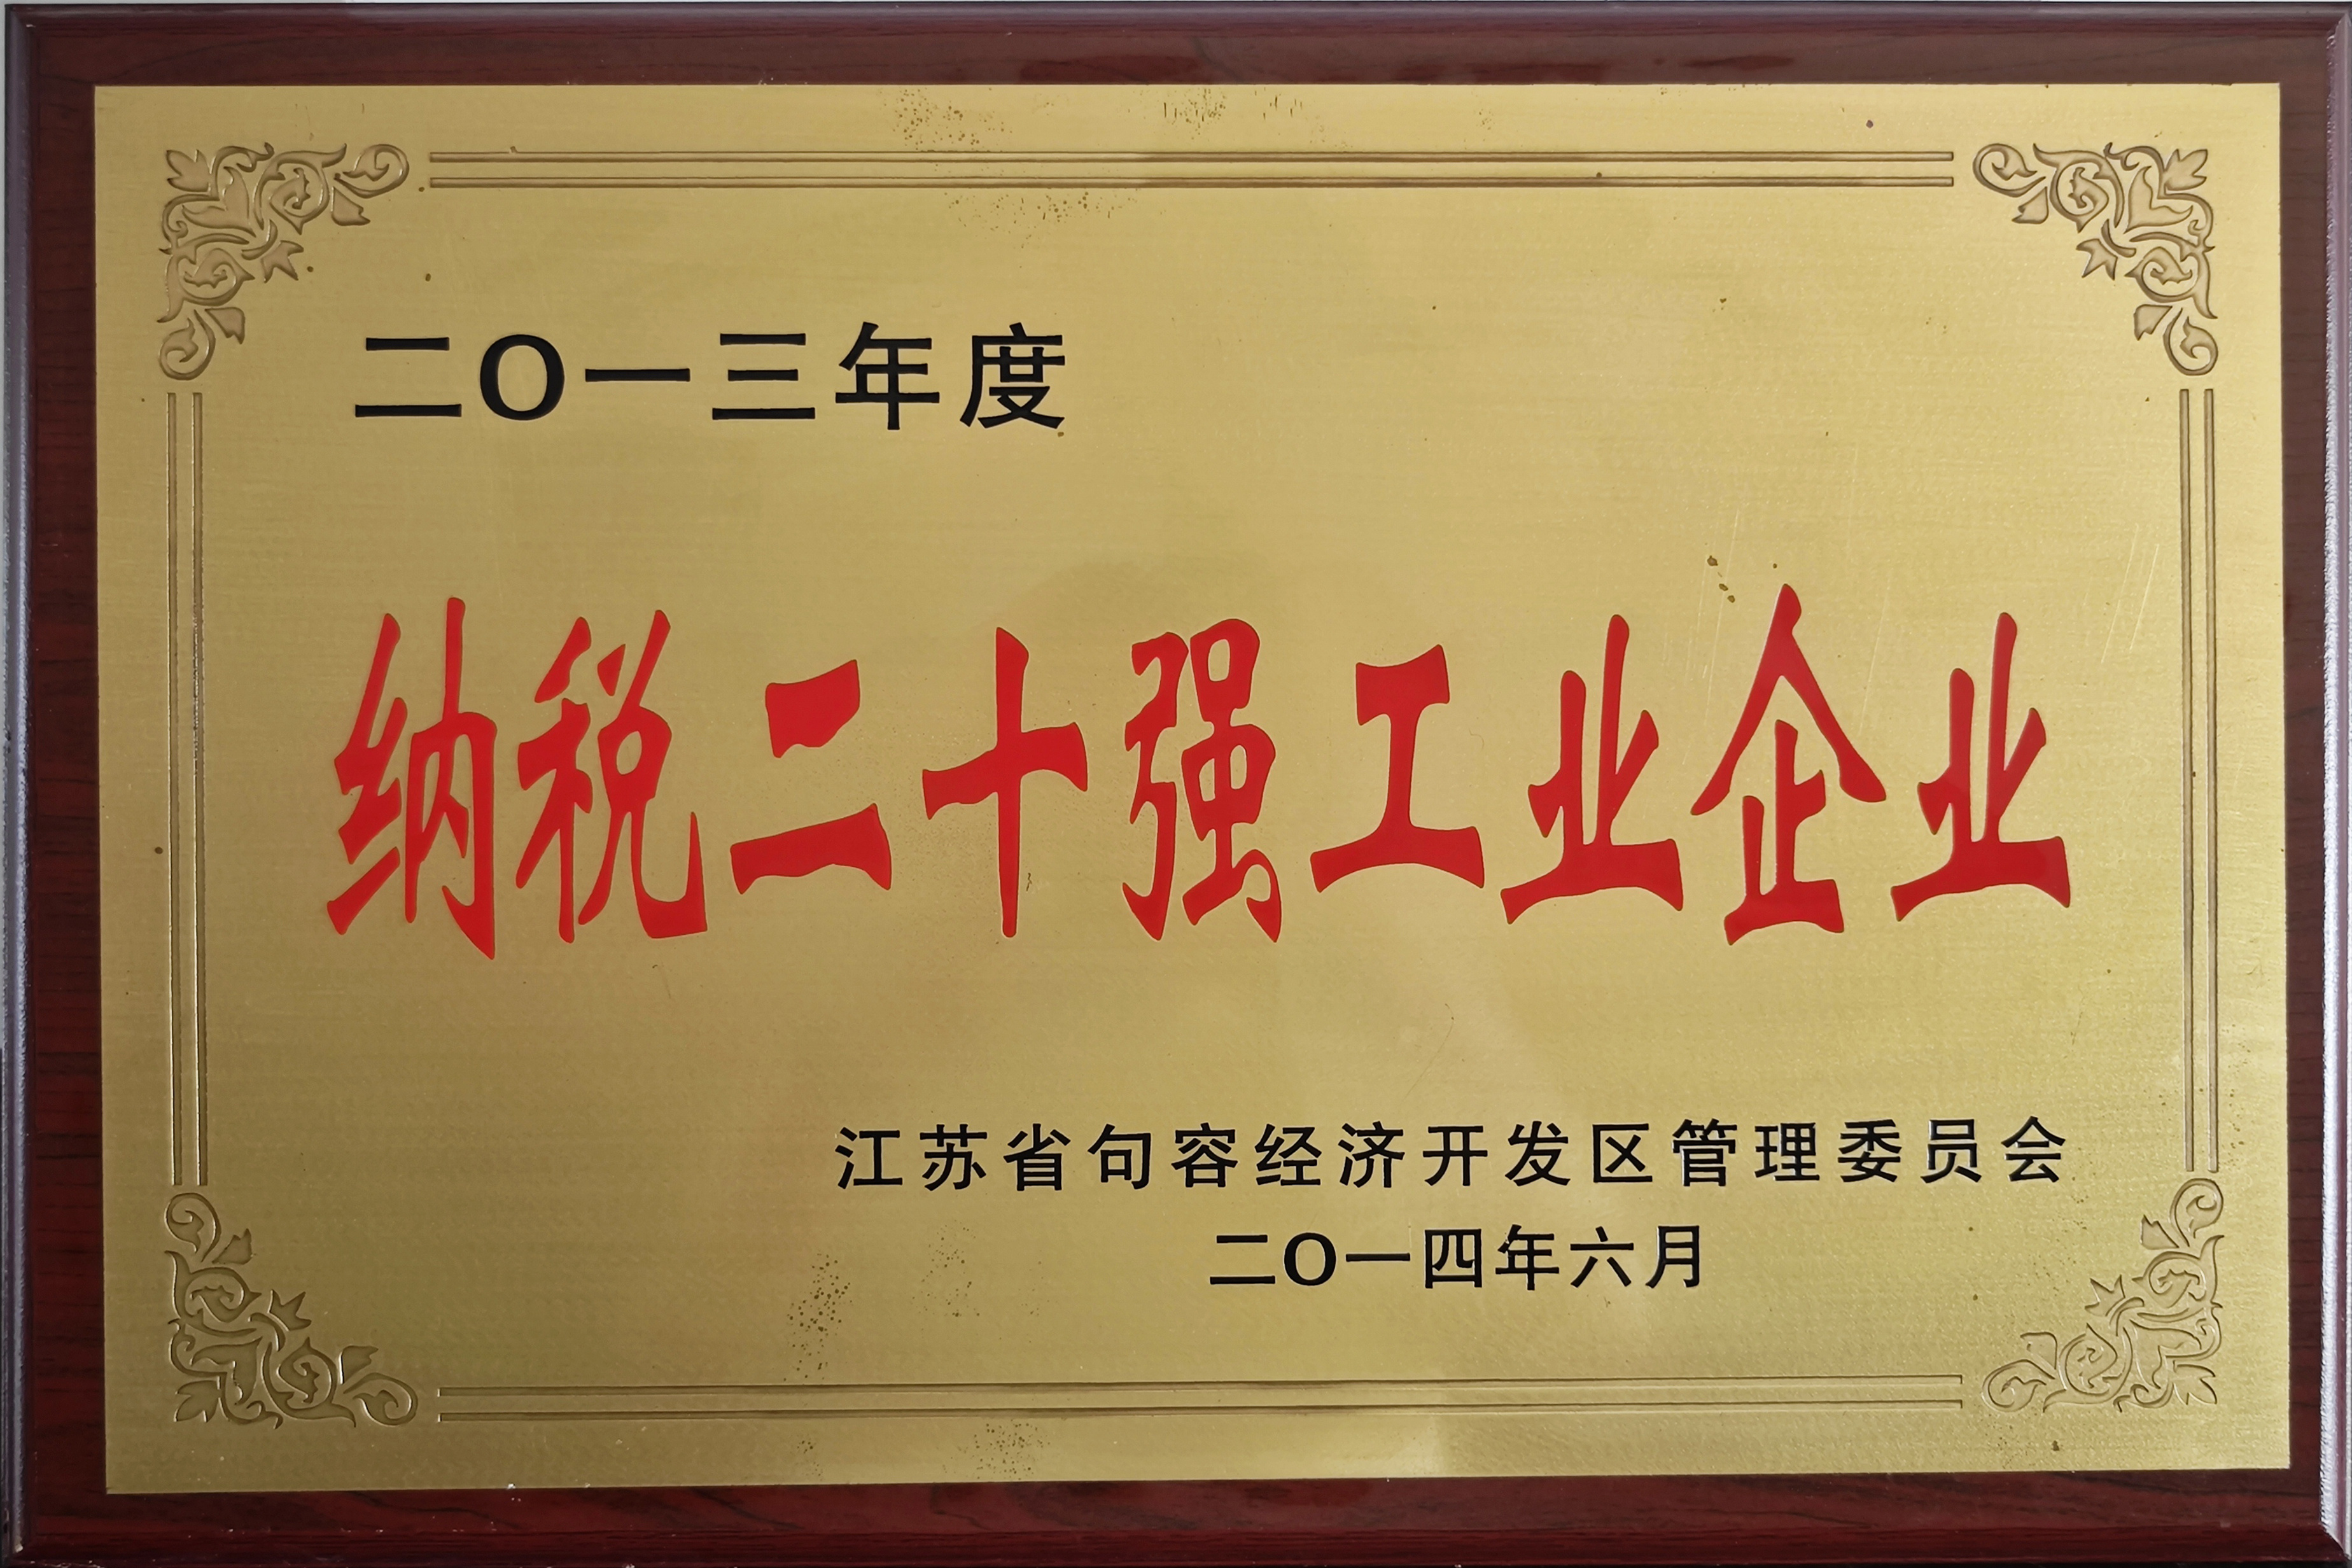 二O一三年度
纳税二十强工业企业
江苏省句容经济开发区管理委员会
二O一四年六月